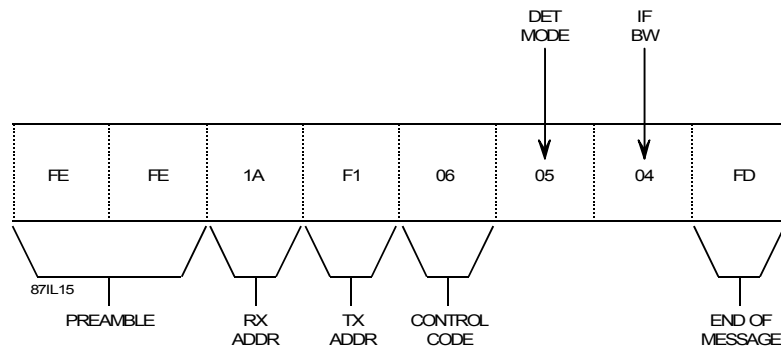 DET
MODE
IF
BW
FE FE 1A F1 06 05 04 FD
87IL15
PREAMBLE
RX
ADDR
TX
ADDR
CONTROL
CODE
END OF
MESSAGE